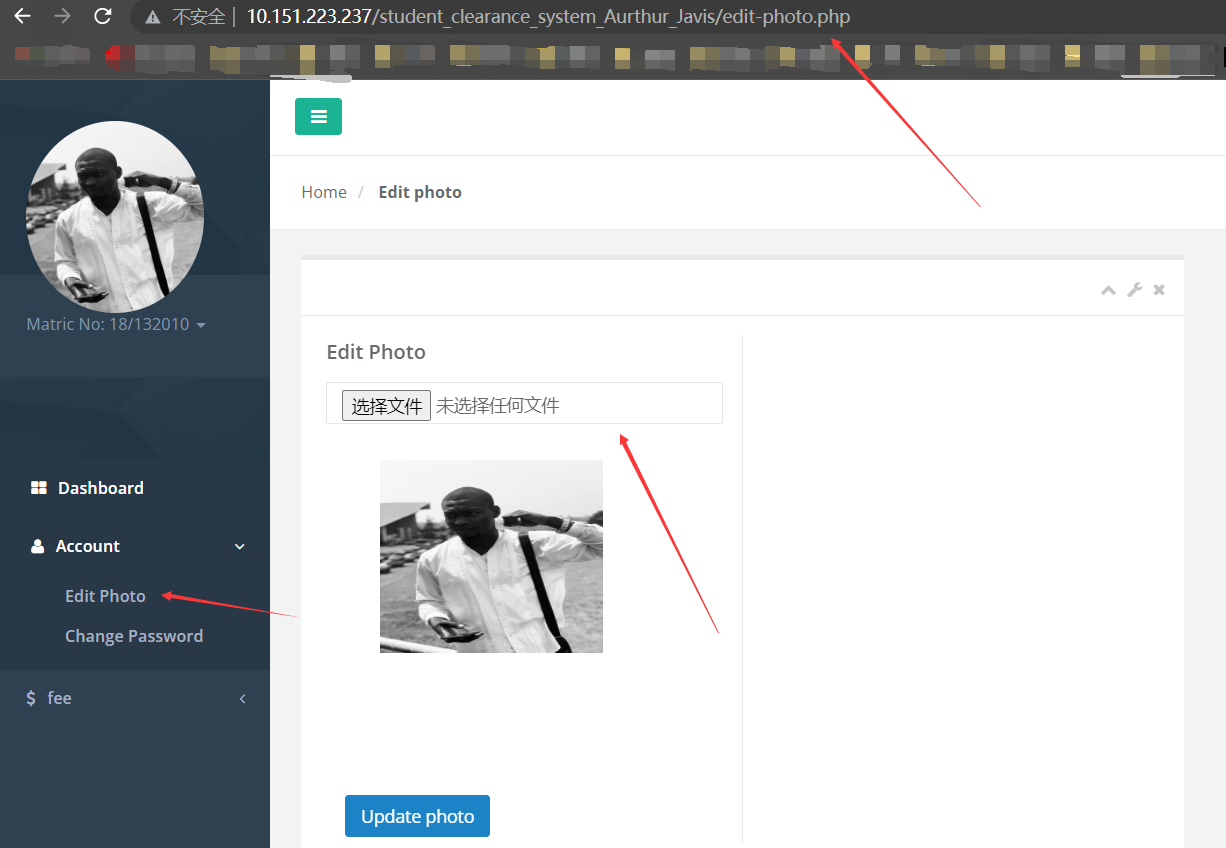 不安全 | 10.151.223.237/student_clearance_system_Aurthur_Javis/edit-photo.php
Home / Edit photo
Matric No: 18/132010
Edit Photo
选择文件 未选择任何文件
Dashboard
Account
Edit Photo
Change Password
$ fee
Update photo